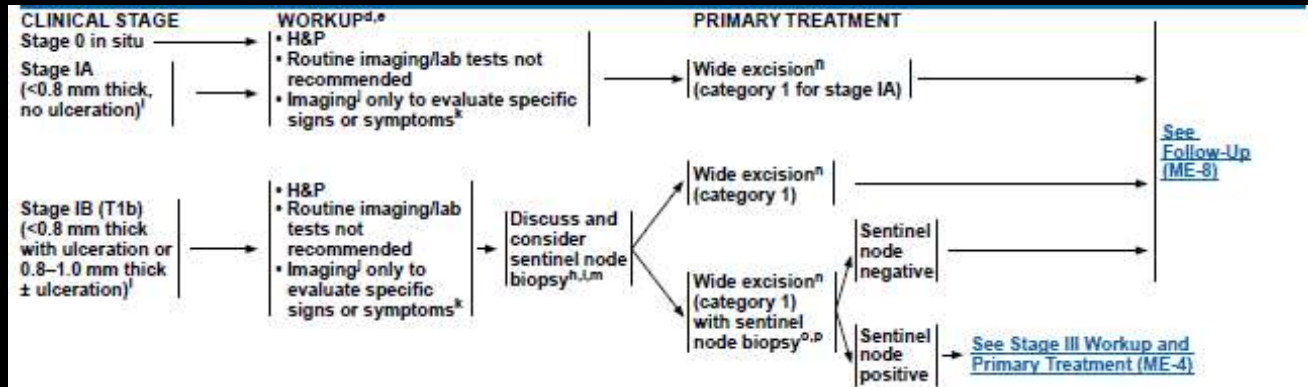 CLINICAL STAGE
WORKUPd,e
PRIMARY TREATMENT
Stage 0 in situ
Stage IA
(<0.8 mm thick,
no ulceration)i
• H&P
• Routine imaging/lab tests not
recommended
• Imagingj only to evaluate specific
signs or symptomsk
Wide excisionn
(category 1 for stage IA)
See
Follow-Up
(ME-8)
Stage IB (T1b)
(<0.8 mm thick
with ulceration or
0.8–1.0 mm thick
± ulceration)i
• H&P
• Routine imaging/lab
tests not
recommended
• Imagingj only to
evaluate specific
signs or symptomsk
Discuss and
consider
sentinel node
biopsyh,l,m
Wide excisionn
(category 1)
Wide excisionn
(category 1)
with sentinel
node biopsyo,p
Sentinel
node
negative
Sentinel
node
positive
See Stage III Workup and
Primary Treatment (ME-4)